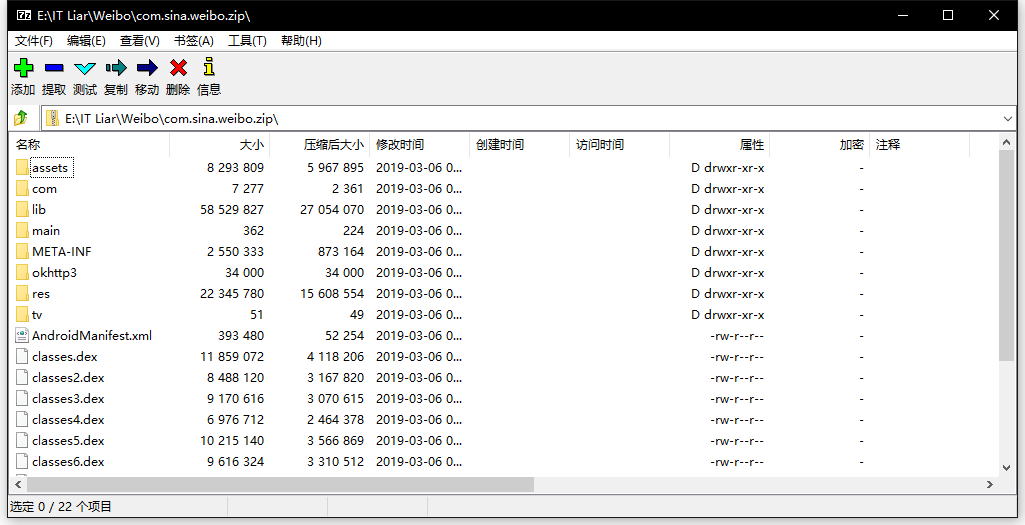 E:\IT Liar\Weibo\com.sina.weibo.zip\
文件(F) 编辑(E) 查看(V) 书签(A) 工具(T) 帮助(H)
添加 提取 测试 复制 移动 删除 信息
E:\IT Liar\Weibo\com.sina.weibo.zip\
名称 大小 压缩后大小 修改时间 创建时间 访问时间 属性 加密 注释
assets 8 293 809 5 967 895 2019-03-06 0... D drwxr-xr-x -
com 7 277 2 361 2019-03-06 0... D drwxr-xr-x -
lib 58 529 827 27 054 070 2019-03-06 0... D drwxr-xr-x -
main 362 224 2019-03-06 0... D drwxr-xr-x -
META-INF 2 550 333 873 164 2019-03-06 0... D drwxr-xr-x -
okhttp3 34 000 34 000 2019-03-06 0... D drwxr-xr-x -
res 22 345 780 15 608 554 2019-03-06 0... D drwxr-xr-x -
tv 51 49 2019-03-06 0... D drwxr-xr-x -
AndroidManifest.xml 393 480 52 254 2019-03-06 0... -rw-r--r-- -
classes.dex 11 859 072 4 118 206 2019-03-06 0... -rw-r--r-- -
classes2.dex 8 488 120 3 167 820 2019-03-06 0... -rw-r--r-- -
classes3.dex 9 170 616 3 070 615 2019-03-06 0... -rw-r--r-- -
classes4.dex 6 976 712 2 464 378 2019-03-06 0... -rw-r--r-- -
classes5.dex 10 215 140 3 566 869 2019-03-06 0... -rw-r--r-- -
classes6.dex 9 616 324 3 310 512 2019-03-06 0... -rw-r--r-- -
选定 0 / 22 个项目